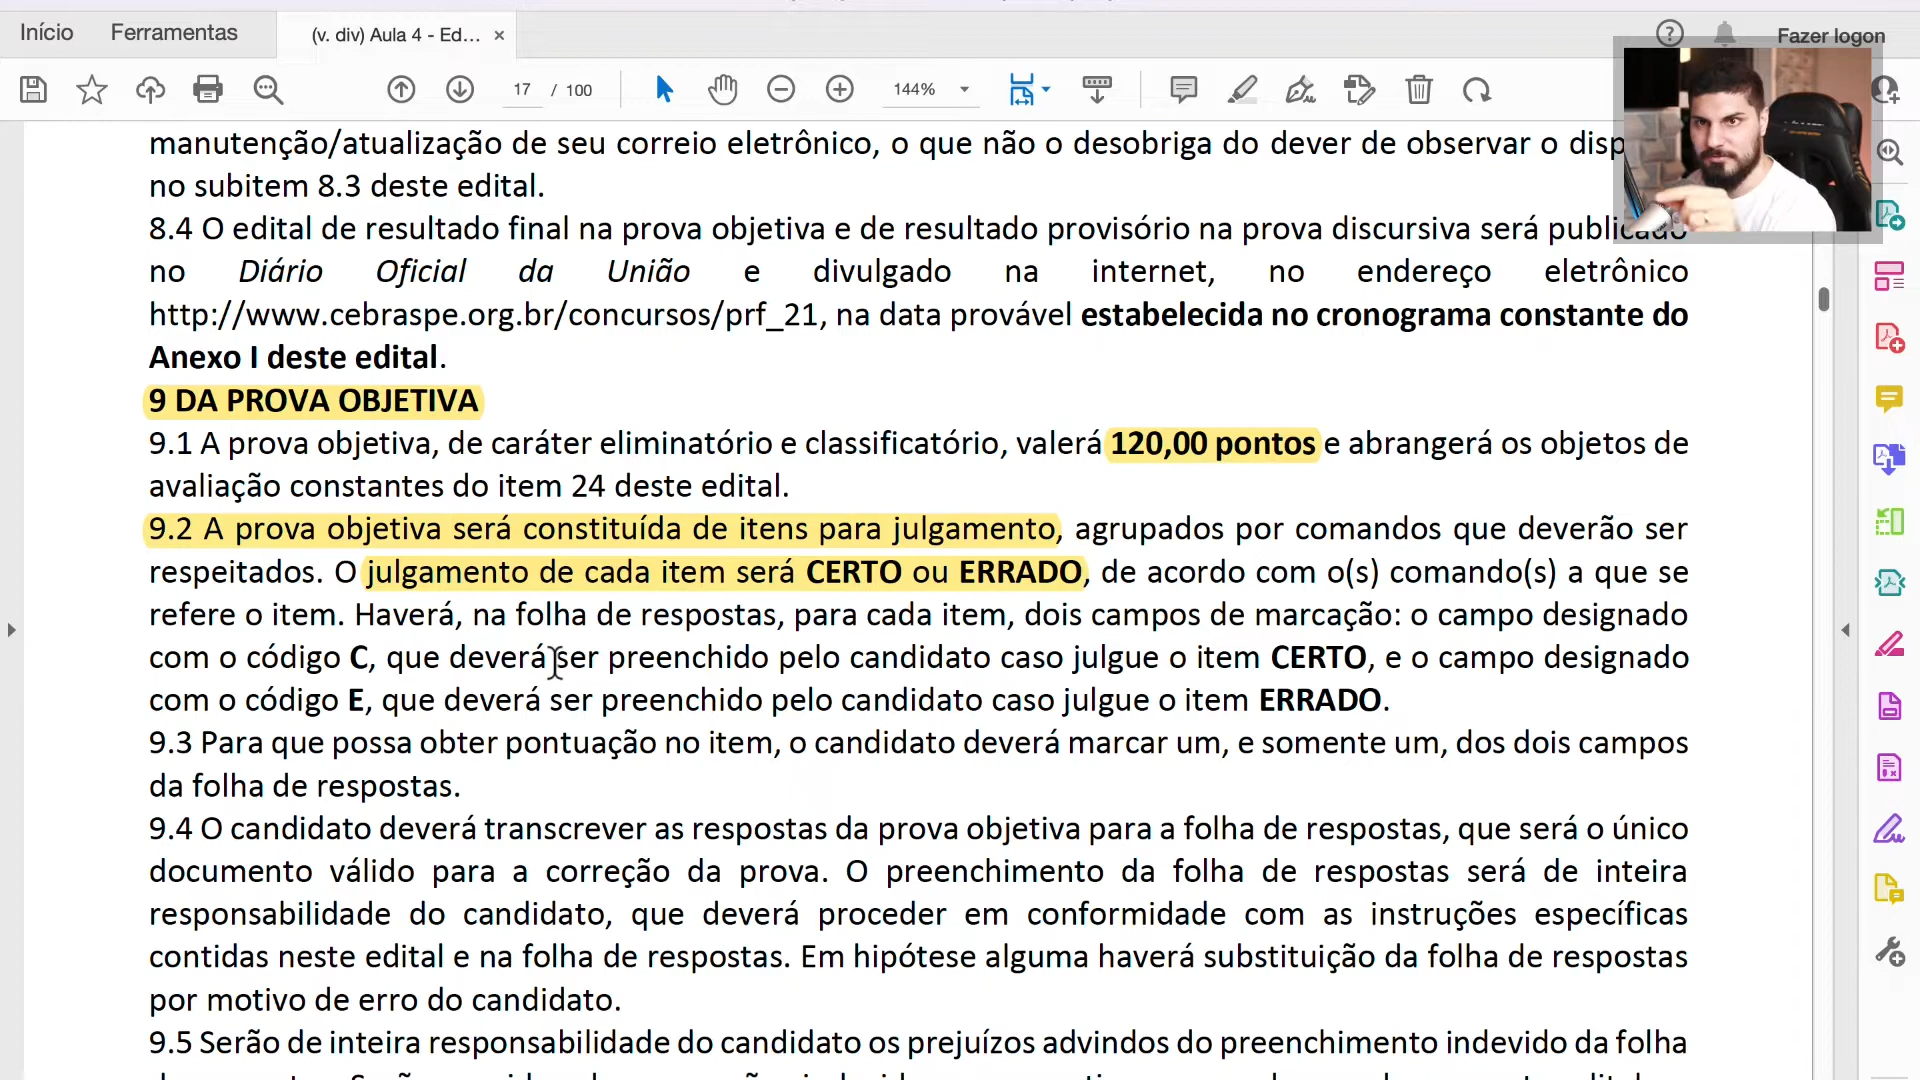 Início Ferramentas (v. div) Aula 4 - Ed... × Fazer logon
17 / 100 144%
manutenção/atualização de seu correio eletrônico, o que não o desobriga do dever de observar o disp
no subitem 8.3 deste edital.
8.4 O edital de resultado final na prova objetiva e de resultado provisório na prova discursiva será publicado
no Diário Oficial da União e divulgado na internet, no endereço eletrônico
http://www.cebraspe.org.br/concursos/prf_21, na data provável estabelecida no cronograma constante do
Anexo I deste edital.
9 DA PROVA OBJETIVA
9.1 A prova objetiva, de caráter eliminatório e classificatório, valerá 120,00 pontos e abrangerá os objetos de
avaliação constantes do item 24 deste edital.
9.2 A prova objetiva será constituída de itens para julgamento, agrupados por comandos que deverão ser
respeitados. O julgamento de cada item será CERTO ou ERRADO, de acordo com o(s) comando(s) a que se
refere o item. Haverá, na folha de respostas, para cada item, dois campos de marcação: o campo designado
com o código C, que deverá ser preenchido pelo candidato caso julgue o item CERTO, e o campo designado
com o código E, que deverá ser preenchido pelo candidato caso julgue o item ERRADO.
9.3 Para que possa obter pontuação no item, o candidato deverá marcar um, e somente um, dos dois campos
da folha de respostas.
9.4 O candidato deverá transcrever as respostas da prova objetiva para a folha de respostas, que será o único
documento válido para a correção da prova. O preenchimento da folha de respostas será de inteira
responsabilidade do candidato, que deverá proceder em conformidade com as instruções específicas
contidas neste edital e na folha de respostas. Em hipótese alguma haverá substituição da folha de respostas
por motivo de erro do candidato.
9.5 Serão de inteira responsabilidade do candidato os prejuízos advindos do preenchimento indevido da folha